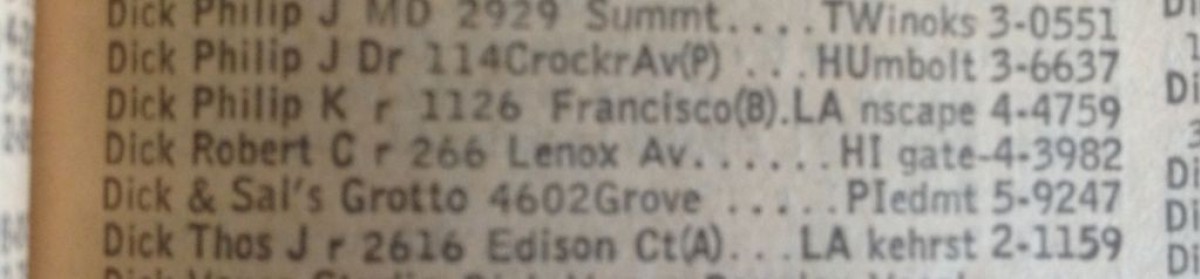 Dick Philip J MD 2929 Summt....TWinoks 3-0551
Dick Philip J Dr 114CrockrAv(P) ...HUmbolt 3-6637
Dick Philip K r 1126 Francisco(B).LA nscape 4-4759
Dick Robert C r 266 Lenox Av.......HI gate-4-3982
Dick & Sal's Grotto 4602Grove .....PIedmt 5-9247
Dick Thos J r 2616 Edison Ct(A)...LA kehrst 2-1159